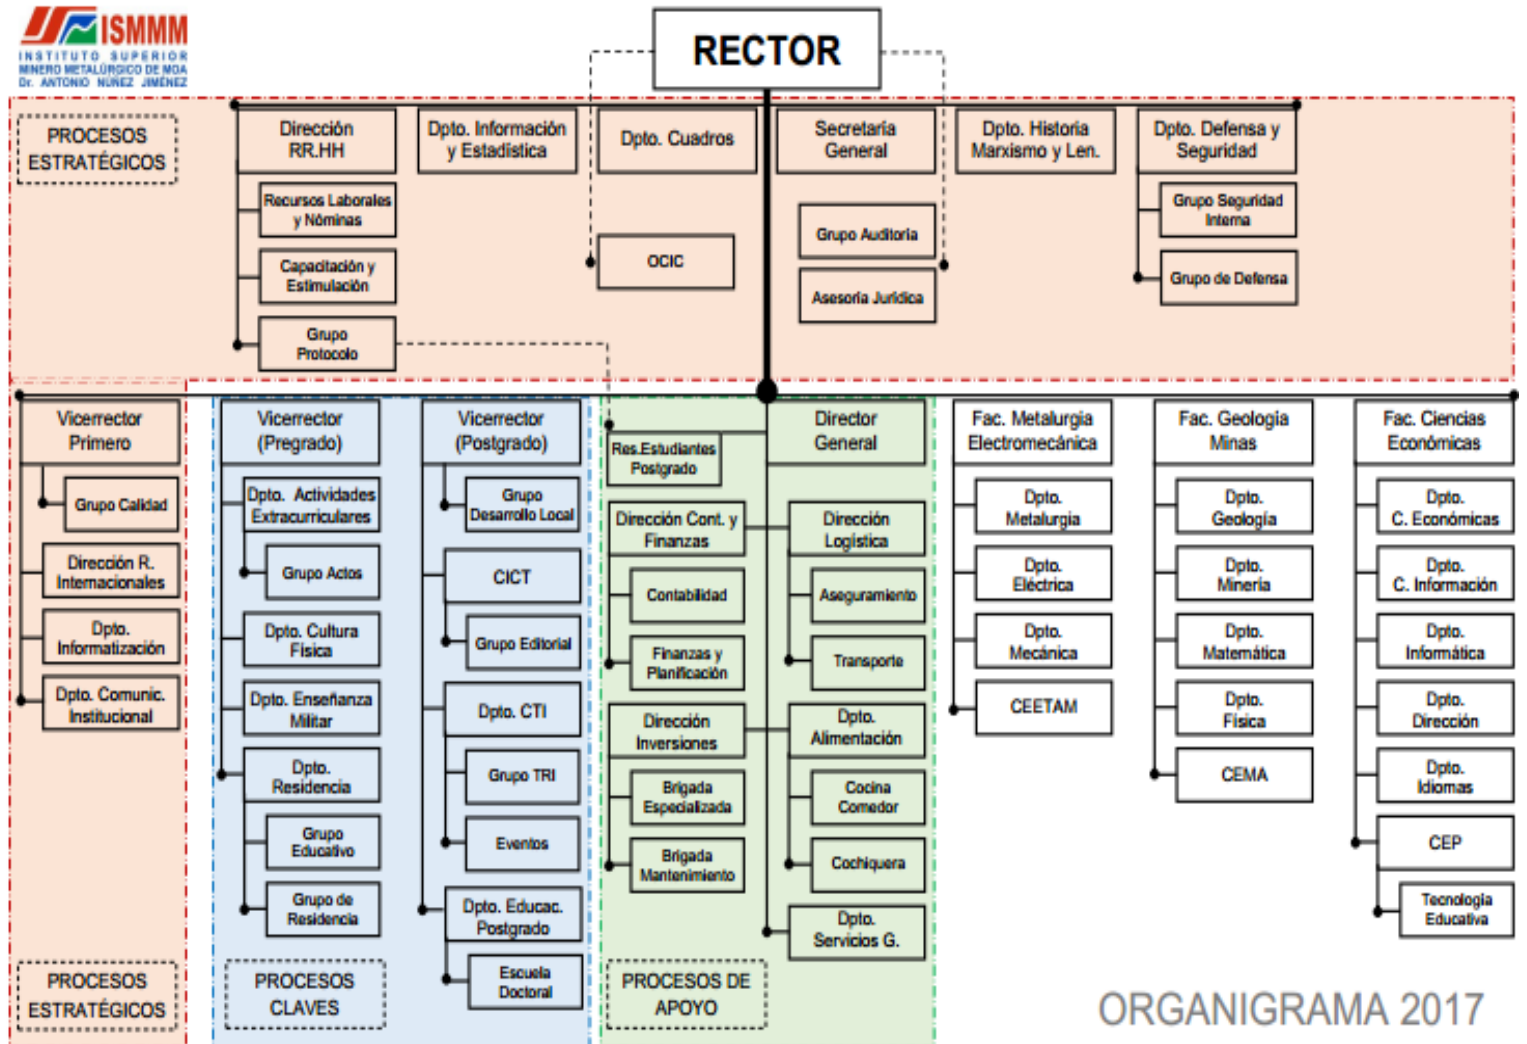 ISMMM
INSTITUTO SUPERIOR
MINERO METALÚRGICO DE MOA
Dr. ANTONIO NÚÑEZ JIMÉNEZ
RECTOR
PROCESOS
ESTRATÉGICOS
Dirección
RR.HH
Dpto. Información
y Estadística
Dpto. Cuadros
Secretaría
General
Dpto. Historia
Marxismo y Len.
Dpto. Defensa y
Seguridad
Recursos Laborales
y Nóminas
Capacitación y
Estimulación
Grupo
Protocolo
OCIC
Grupo Auditoria
Asesoría Jurídica
Grupo Seguridad
Interna
Grupo de Defensa
Vicerrector
Primero
Grupo Calidad
Dirección R.
Internacionales
Dpto.
Informatización
Dpto. Comunic.
Institucional
PROCESOS
ESTRATÉGICOS
Vicerrector
(Pregrado)
Dpto. Actividades
Extracurriculares
Grupo Actos
Dpto. Cultura
Física
Dpto. Enseñanza
Militar
Dpto.
Residencia
Grupo
Educativo
Grupo de
Residencia
PROCESOS
CLAVES
Vicerrector
(Postgrado)
Grupo
Desarrollo Local
CICT
Grupo Editorial
Dpto. CTI
Grupo TRI
Eventos
Dpto. Educac.
Postgrado
Escuela
Doctoral
Res.Estudiantes
Postgrado
Director
General
Dirección Cont. y
Finanzas
Contabilidad
Finanzas y
Planificación
Dirección
Inversiones
Brigada
Especializada
Brigada
Mantenimiento
Dirección
Logística
Aseguramiento
Transporte
Dpto.
Alimentación
Cocina
Comedor
Cochiquera
Dpto.
Servicios G.
PROCESOS DE
APOYO
Fac. Metalurgia
Electromecánica
Dpto.
Metalurgia
Dpto.
Eléctrica
Dpto.
Mecánica
CEETAM
Fac. Geología
Minas
Dpto.
Geología
Dpto.
Minería
Dpto.
Matemática
Dpto.
Física
CEMA
Fac. Ciencias
Económicas
Dpto.
C. Económicas
Dpto.
C. Información
Dpto.
Informática
Dpto.
Dirección
Dpto.
Idiomas
CEP
Tecnología
Educativa
ORGANIGRAMA 2017